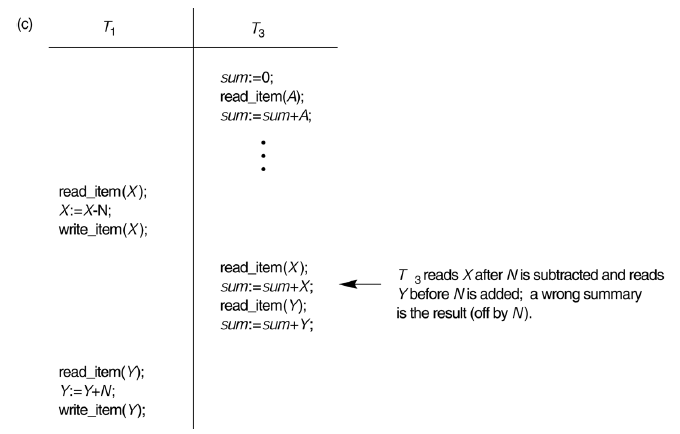 (c)
T1
T3
sum:=0;
read_item(A);
sum:=sum+A;
read_item(X);
X:=X-N;
write_item(X);
read_item(X);
sum:=sum+X;
read_item(Y);
sum:=sum+Y;
T 3 reads X after N is subtracted and reads
Y before N is added; a wrong summary
is the result (off by N).
read_item(Y);
Y:=Y+N;
write_item(Y);